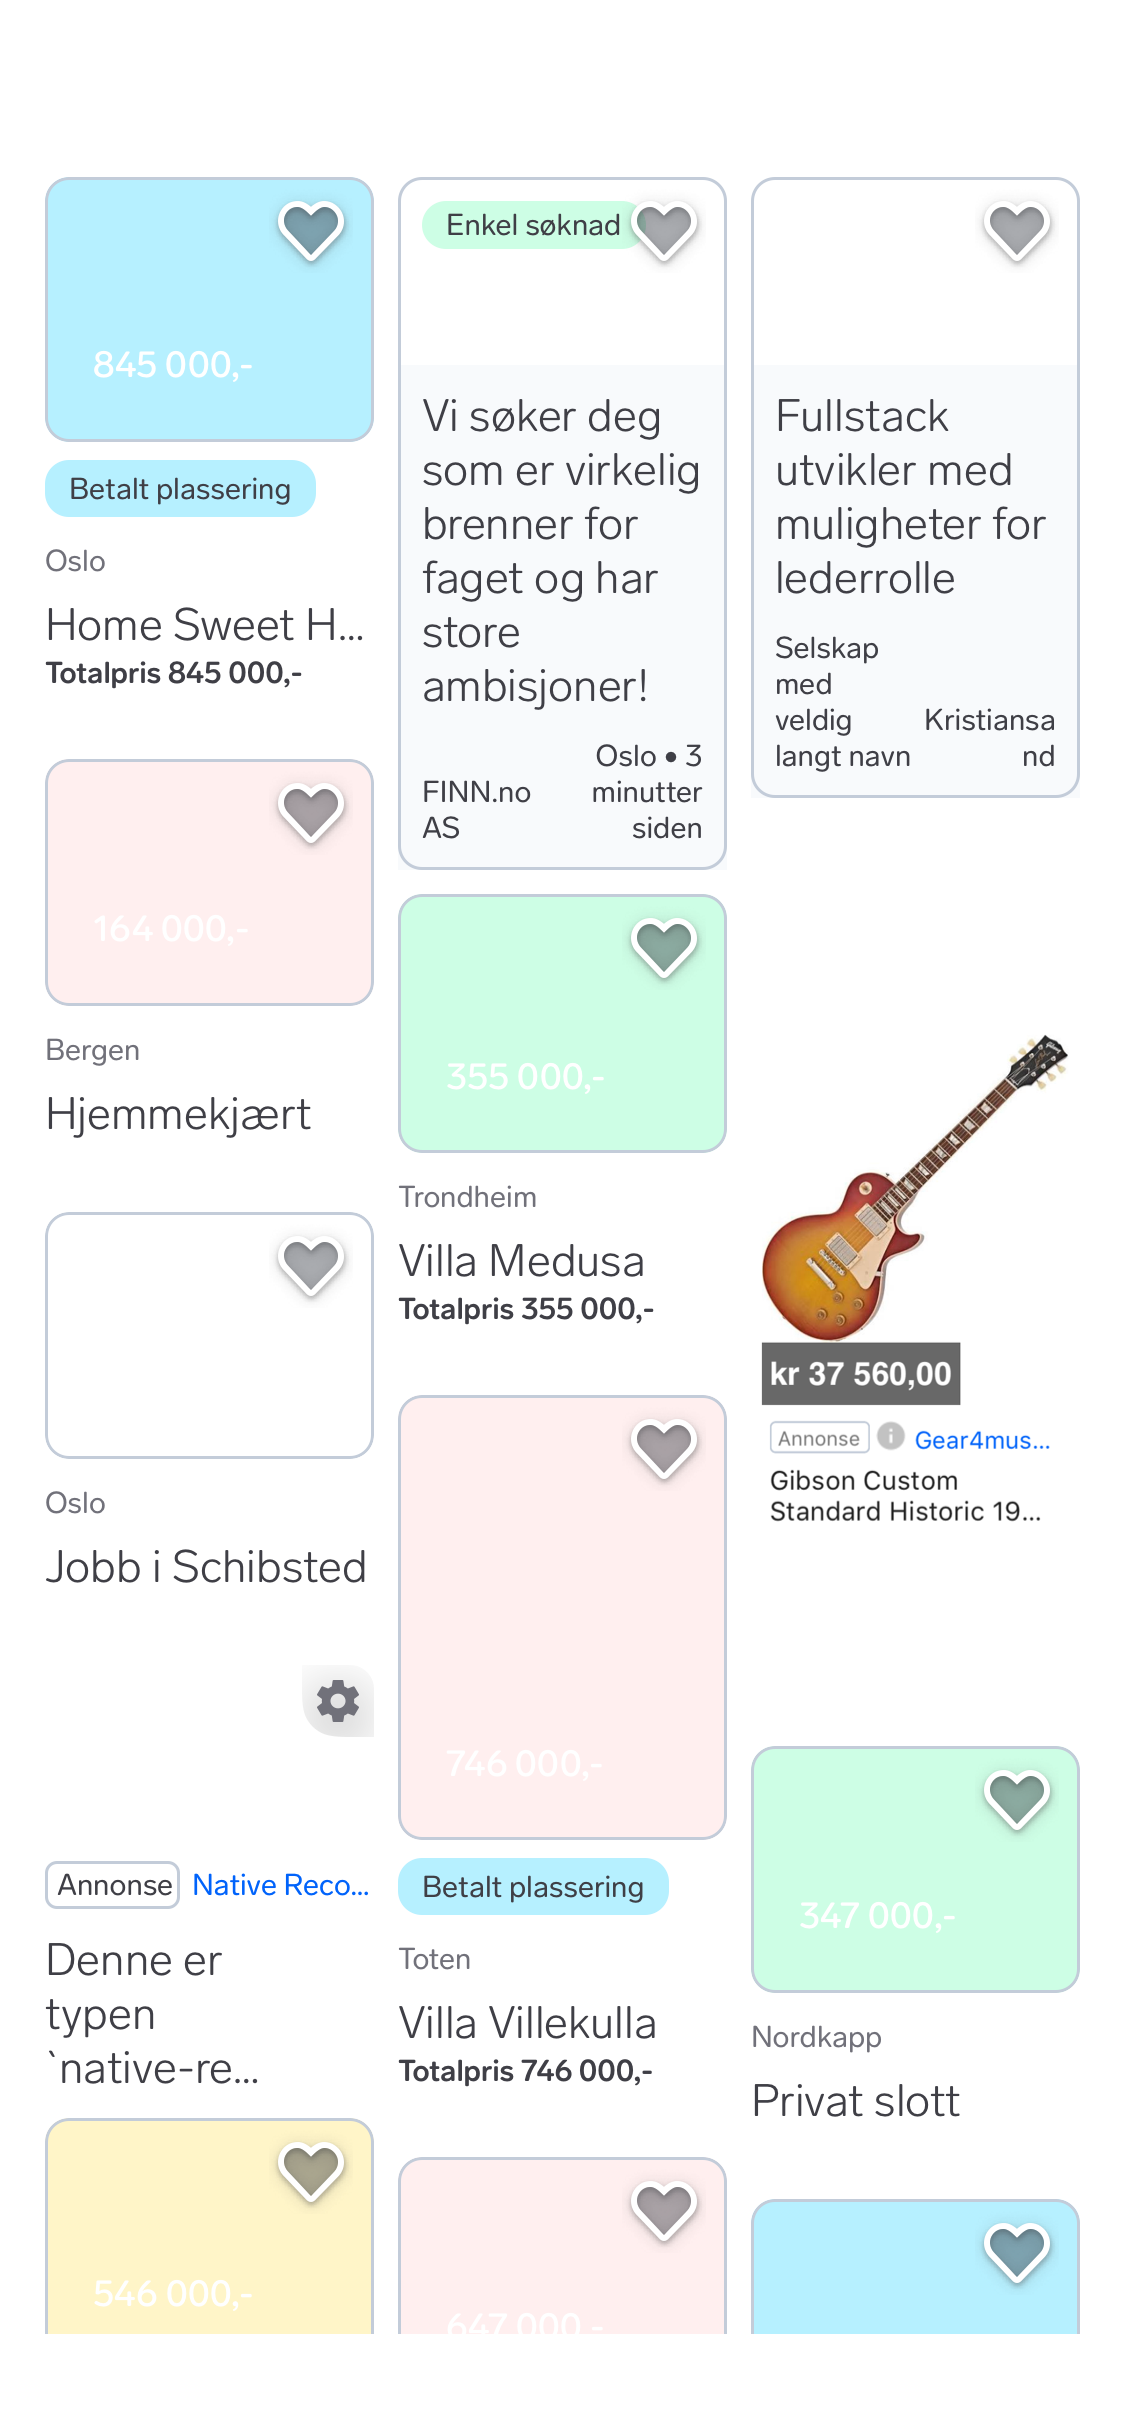 845 000,-
Betalt plassering
Oslo
Home Sweet H...
Totalpris 845 000,-
164 000,-
Bergen
Hjemmekjært
Oslo
Jobb i Schibsted
Annonse Native Reco...
Denne er
typen
`native-re...
546 000,-
Enkel søknad
Vi søker deg
som er virkelig
brenner for
faget og har
store
ambisjoner!
FINN.no
AS
Oslo • 3
minutter
siden
355 000,-
Trondheim
Villa Medusa
Totalpris 355 000,-
746 000,-
Betalt plassering
Toten
Villa Villekulla
Totalpris 746 000,-
647 000,-
Fullstack
utvikler med
muligheter for
lederrolle
Selskap
med
veldig
langt navn
Kristiansa
nd
Gibson
kr 37 560,00
Annonse Gear4mus...
Gibson Custom
Standard Historic 19...
347 000,-
Nordkapp
Privat slott